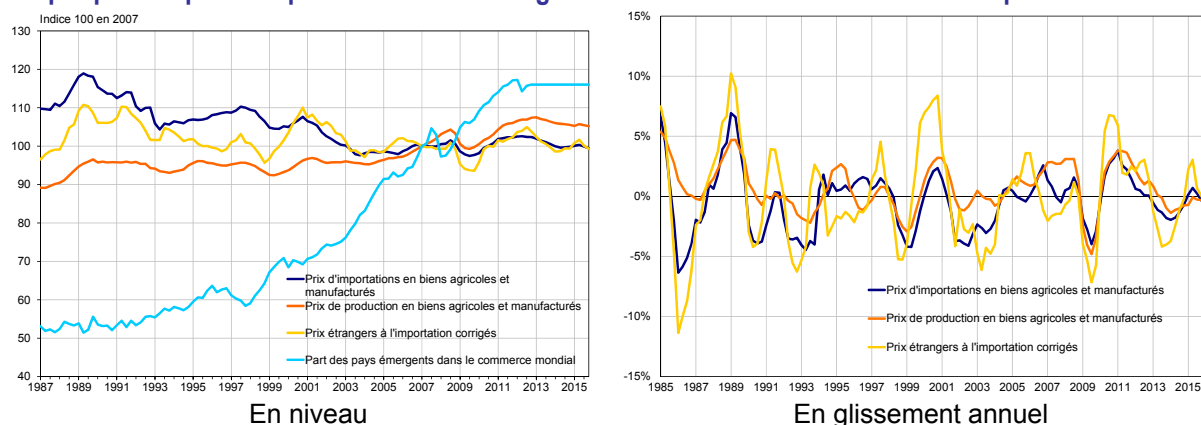 Indice 100 en 2007
130
120
110
100
90
80
70
60
50
40
1987 1989 1991 1993 1995 1997 1999 2001 2003 2005 2007 2009 2011 2013 2015
Prix d'importations en biens agricoles et
manufacturés
Prix de production en biens agricoles et manufacturés
Prix étrangers à l'importation corrigés
Part des pays émergents dans le commerce mondial
En niveau
15%
10%
5%
0%
-5%
-10%
-15%
1985 1987 1989 1991 1993 1995 1997 1999 2001 2003 2005 2007 2009 2011 2013 2015
Prix d'importations en biens agricoles et manufacturés
Prix de production en biens agricoles et manufacturés
Prix étrangers à l'importation corrigés
En glissement annuel